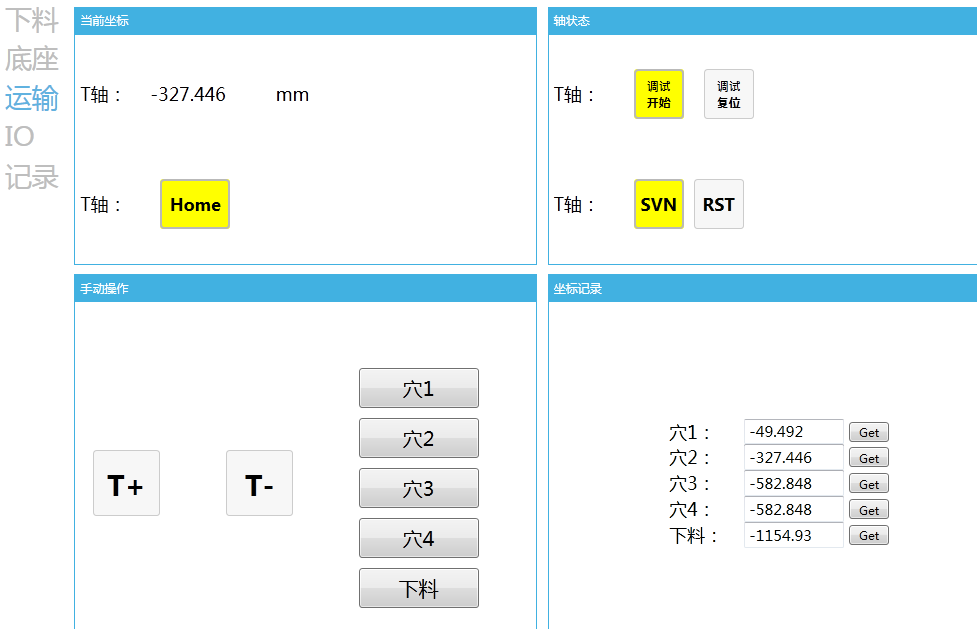 下料
底座
运输
IO
记录
当前坐标
T轴： -327.446 mm
T轴： Home
轴状态
T轴： 调试开始 调试复位
T轴： SVN RST
手动操作
T+ T-
穴1
穴2
穴3
穴4
下料
坐标记录
穴1： -49.492 Get
穴2： -327.446 Get
穴3： -582.848 Get
穴4： -582.848 Get
下料： -1154.93 Get